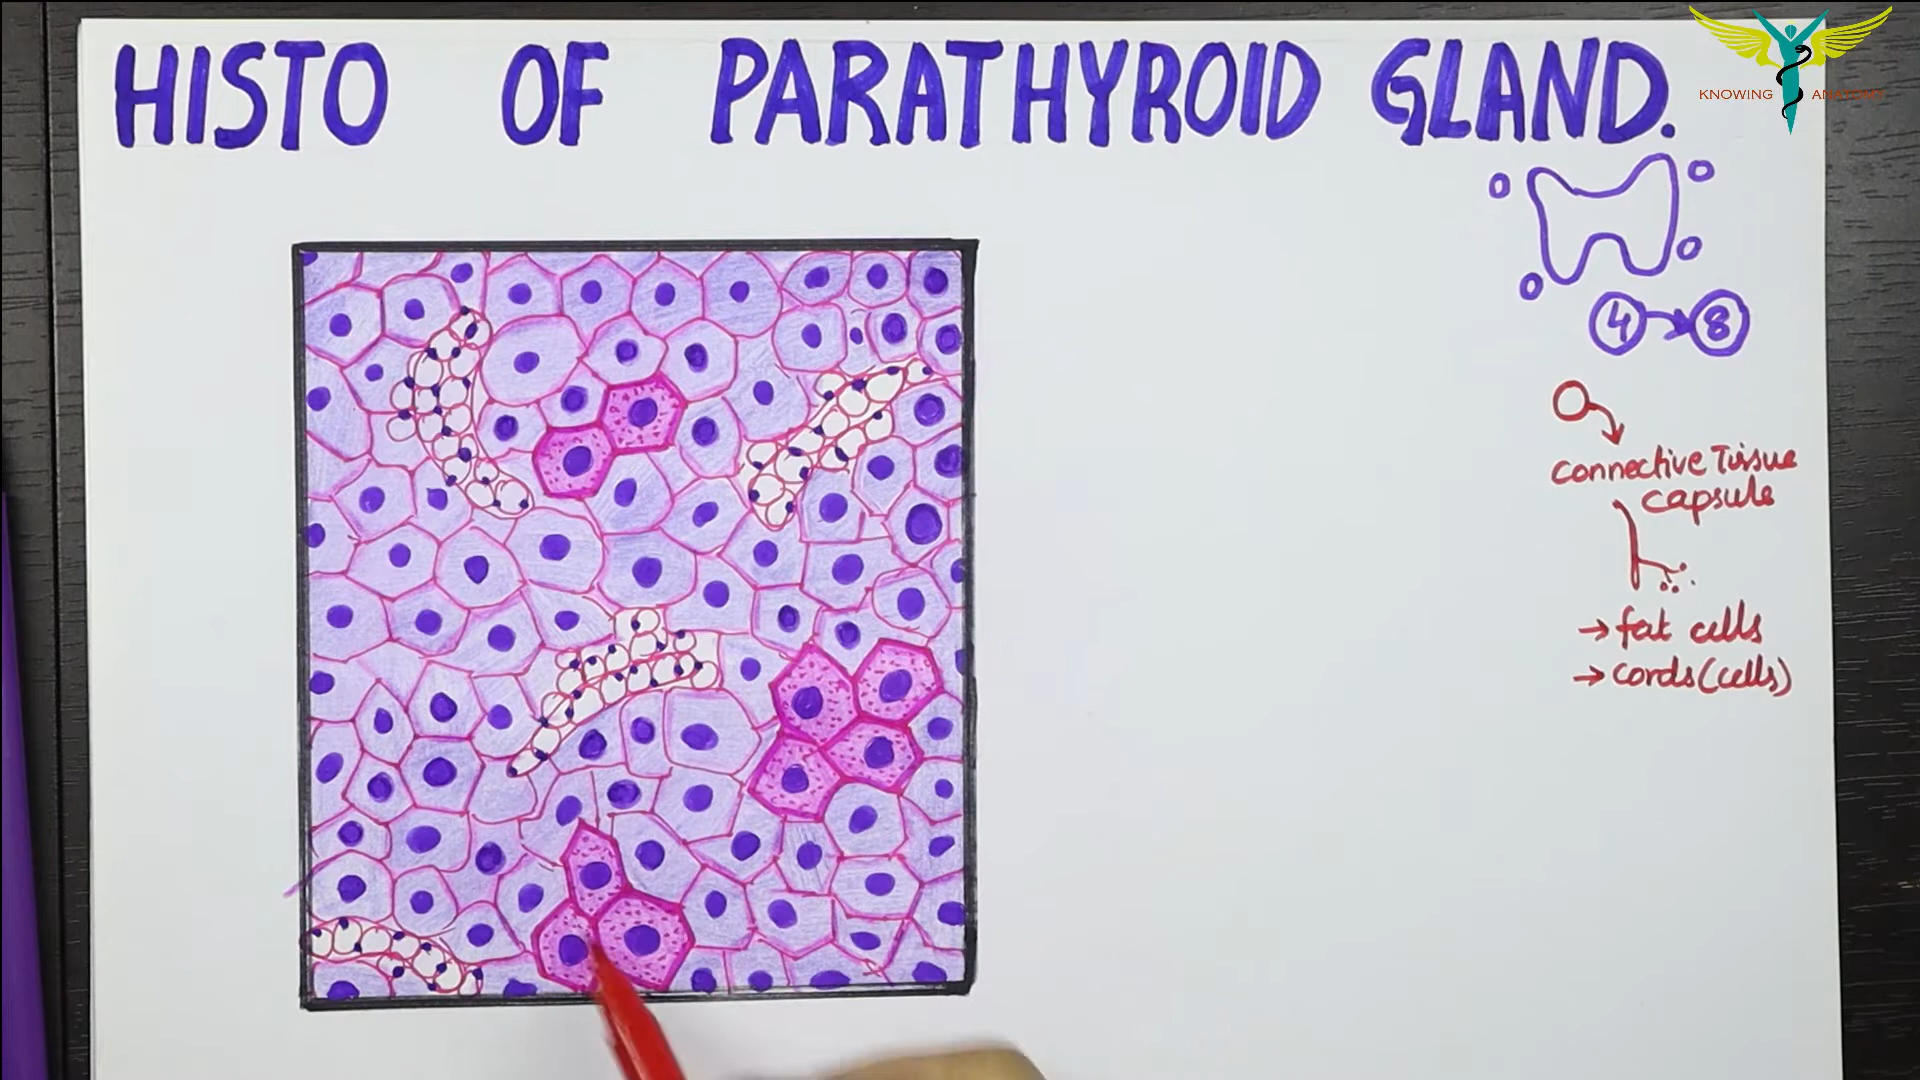 HISTO OF PARATHYROID GLAND.
KNOWING ANATOMY
4 → 8
connective Tissue
capsule
→ fat cells
→ cords (cells)